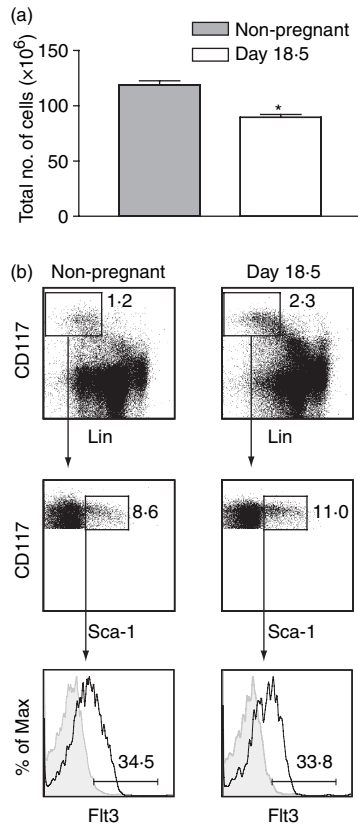 (a)
Non-pregnant
Day 18·5
Total no. of cells (×10⁶)
150
100
50
0
*
(b)
Non-pregnant
Day 18·5
1·2
2·3
CD117
Lin
Lin
8·6
11·0
CD117
Sca-1
Sca-1
34·5
33·8
% of Max
Flt3
Flt3